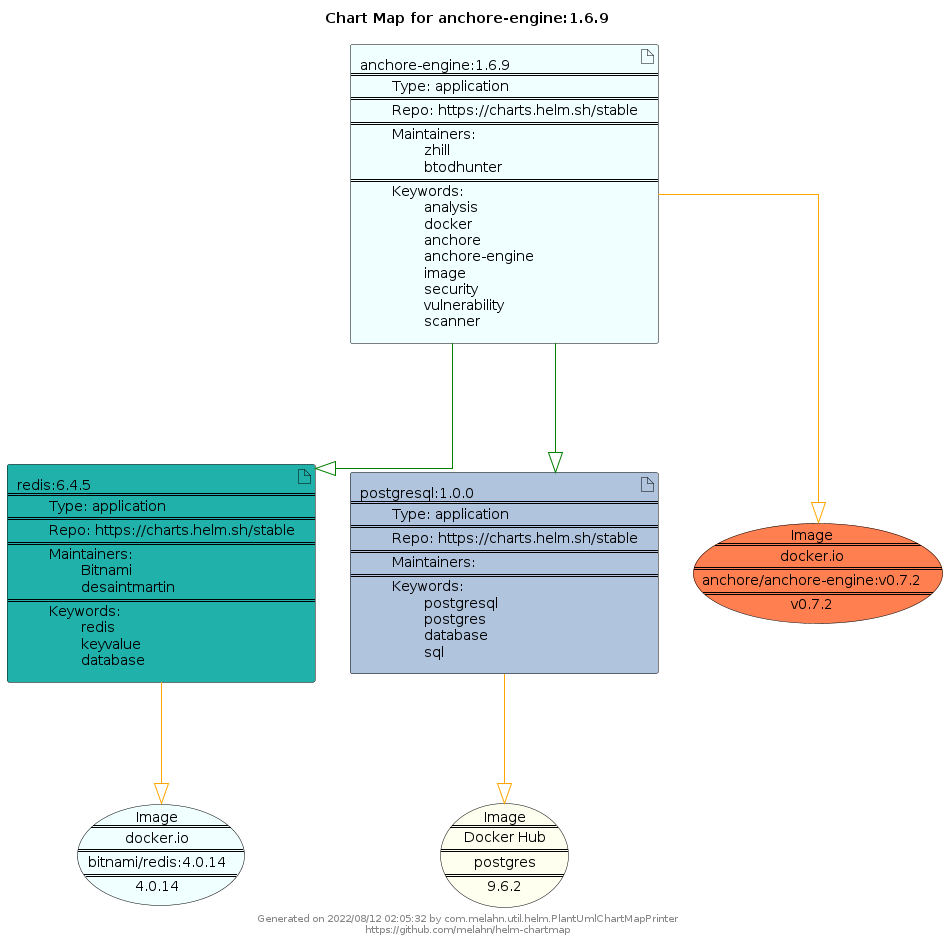 Chart Map for anchore-engine:1.6.9
anchore-engine:1.6.9
Type: application
Repo: https://charts.helm.sh/stable
Maintainers:
zhill
btodhunter
Keywords:
analysis
docker
anchore
anchore-engine
image
security
vulnerability
scanner
redis:6.4.5
Type: application
Repo: https://charts.helm.sh/stable
Maintainers:
Bitnami
desaintmartin
Keywords:
redis
keyvalue
database
postgresql:1.0.0
Type: application
Repo: https://charts.helm.sh/stable
Maintainers:
Keywords:
postgresql
postgres
database
sql
Image
docker.io
anchore/anchore-engine:v0.7.2
v0.7.2
Image
docker.io
bitnami/redis:4.0.14
4.0.14
Image
Docker Hub
postgres
9.6.2
Generated on 2022/08/12 02:05:32 by com.melahn.util.helm.PlantUmlChartMapPrinter
https://github.com/melahn/helm-chartmap